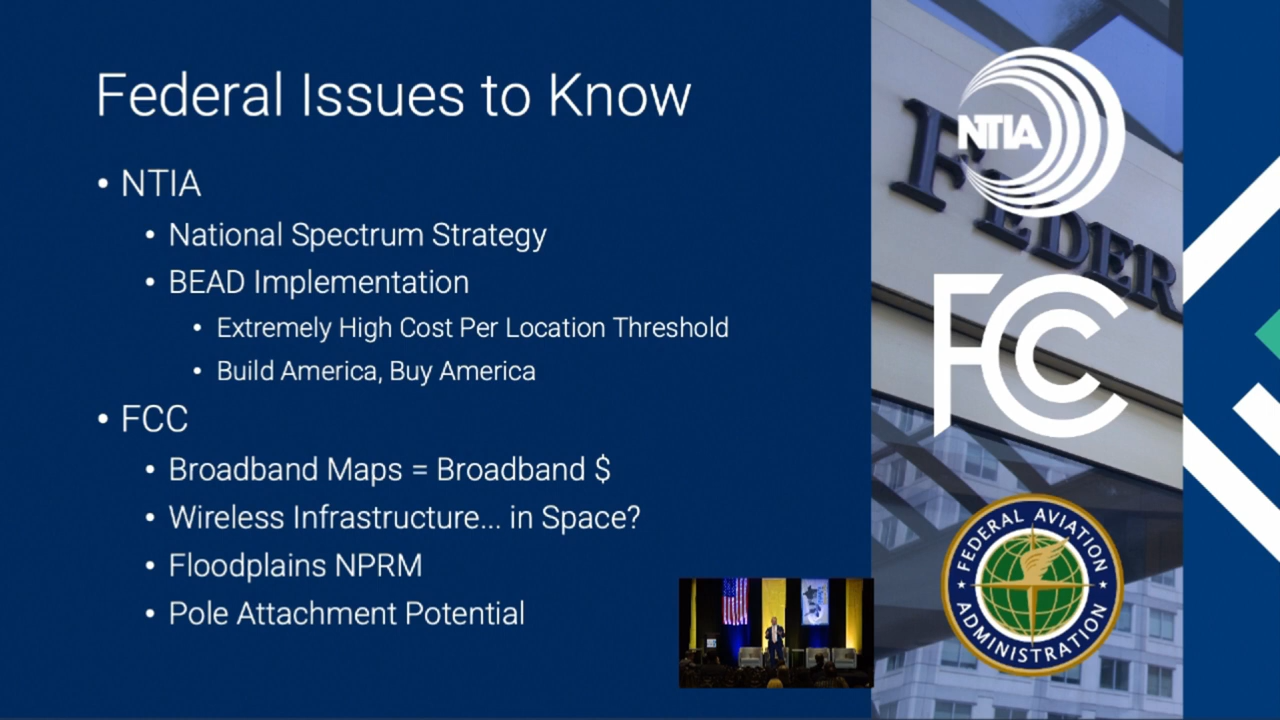 Federal Issues to Know
• NTIA
• National Spectrum Strategy
• BEAD Implementation
• Extremely High Cost Per Location Threshold
• Build America, Buy America
• FCC
• Broadband Maps = Broadband $
• Wireless Infrastructure... in Space?
• Floodplains NPRM
• Pole Attachment Potential
NTIA
FEDER
FCC
FEDERAL AVIATION
ADMINISTRATION